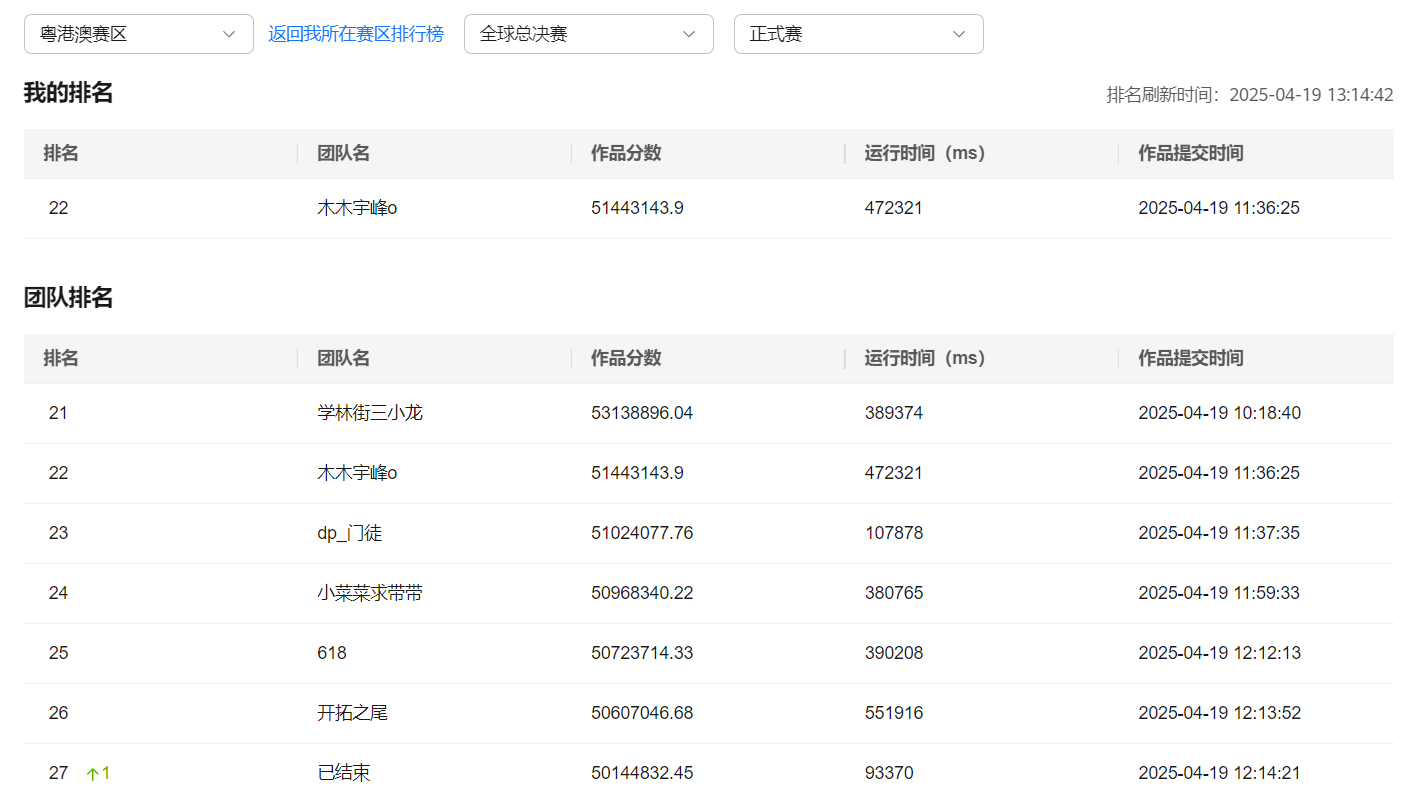 粤港澳赛区 返回我所在赛区排行榜 全球总决赛 正式赛
我的排名 排名刷新时间：2025-04-19 13:14:42
排名 团队名 作品分数 运行时间（ms） 作品提交时间
22 木木宇峰o 51443143.9 472321 2025-04-19 11:36:25
团队排名
排名 团队名 作品分数 运行时间（ms） 作品提交时间
21 学林街三小龙 53138896.04 389374 2025-04-19 10:18:40
22 木木宇峰o 51443143.9 472321 2025-04-19 11:36:25
23 dp_门徒 51024077.76 107878 2025-04-19 11:37:35
24 小菜菜求带带 50968340.22 380765 2025-04-19 11:59:33
25 618 50723714.33 390208 2025-04-19 12:12:13
26 开拓之尾 50607046.68 551916 2025-04-19 12:13:52
27 ↑1 已结束 50144832.45 93370 2025-04-19 12:14:21